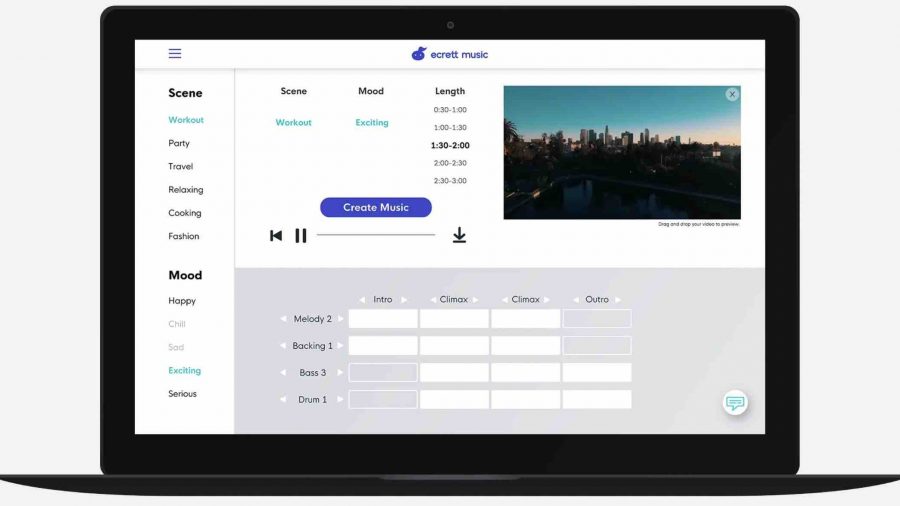 ecrett music
Scene
Workout
Party
Travel
Relaxing
Cooking
Fashion
Mood
Happy
Chill
Sad
Exciting
Serious
Scene Mood Length
Workout Exciting
0:30-1:00
1:00-1:30
1:30-2:00
2:00-2:30
2:30-3:00
Create Music
Drag and drop your video to preview.
Intro Climax Climax Outro
Melody 2
Backing 1
Bass 3
Drum 1